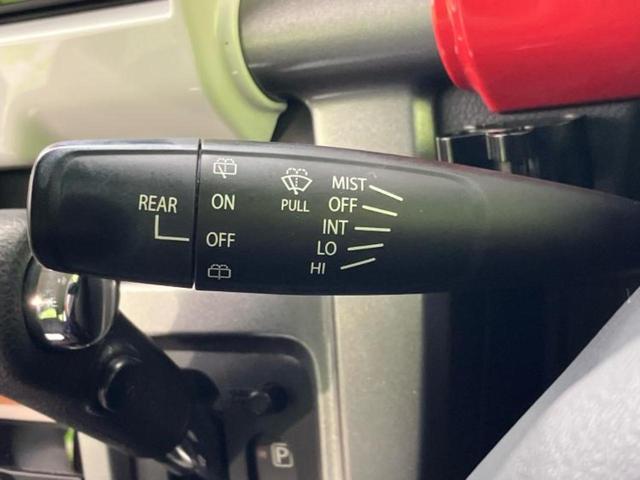 REAR
ON
OFF
PULL
MIST
OFF
INT
LO
HI
P